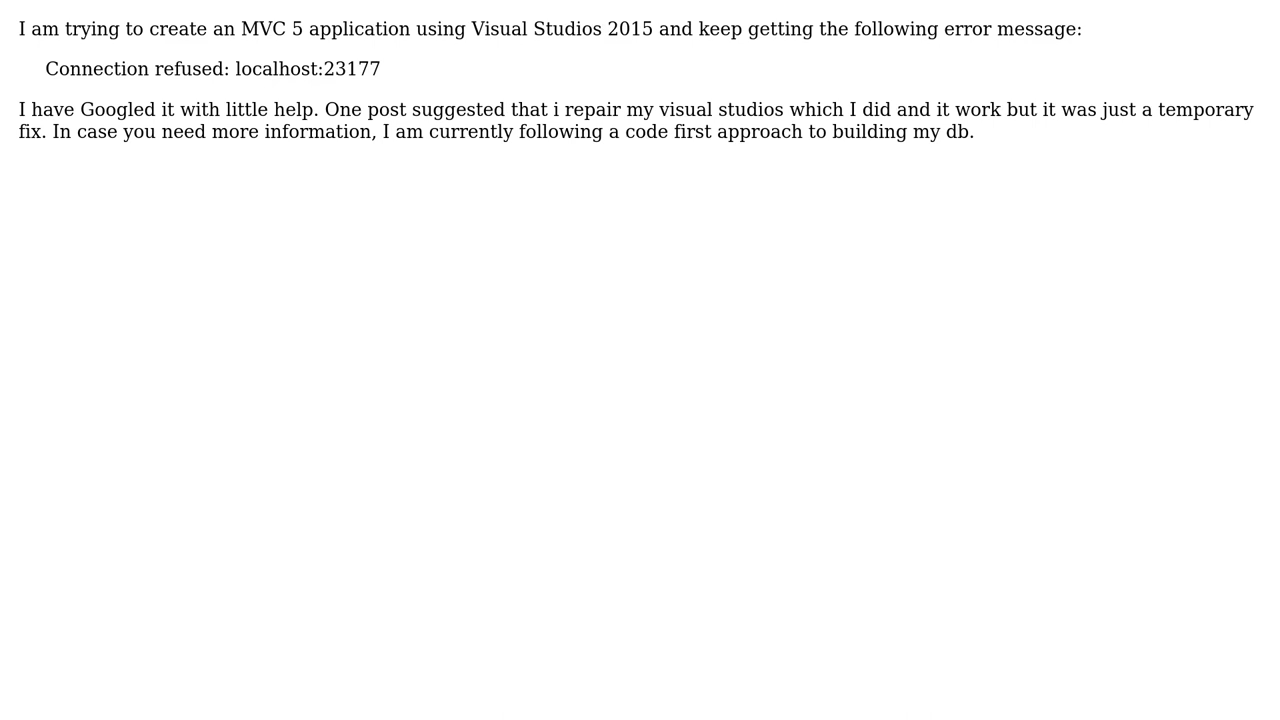 I am trying to create an MVC 5 application using Visual Studios 2015 and keep getting the following error message:
Connection refused: localhost:23177
I have Googled it with little help. One post suggested that i repair my visual studios which I did and it work but it was just a temporary
fix. In case you need more information, I am currently following a code first approach to building my db.